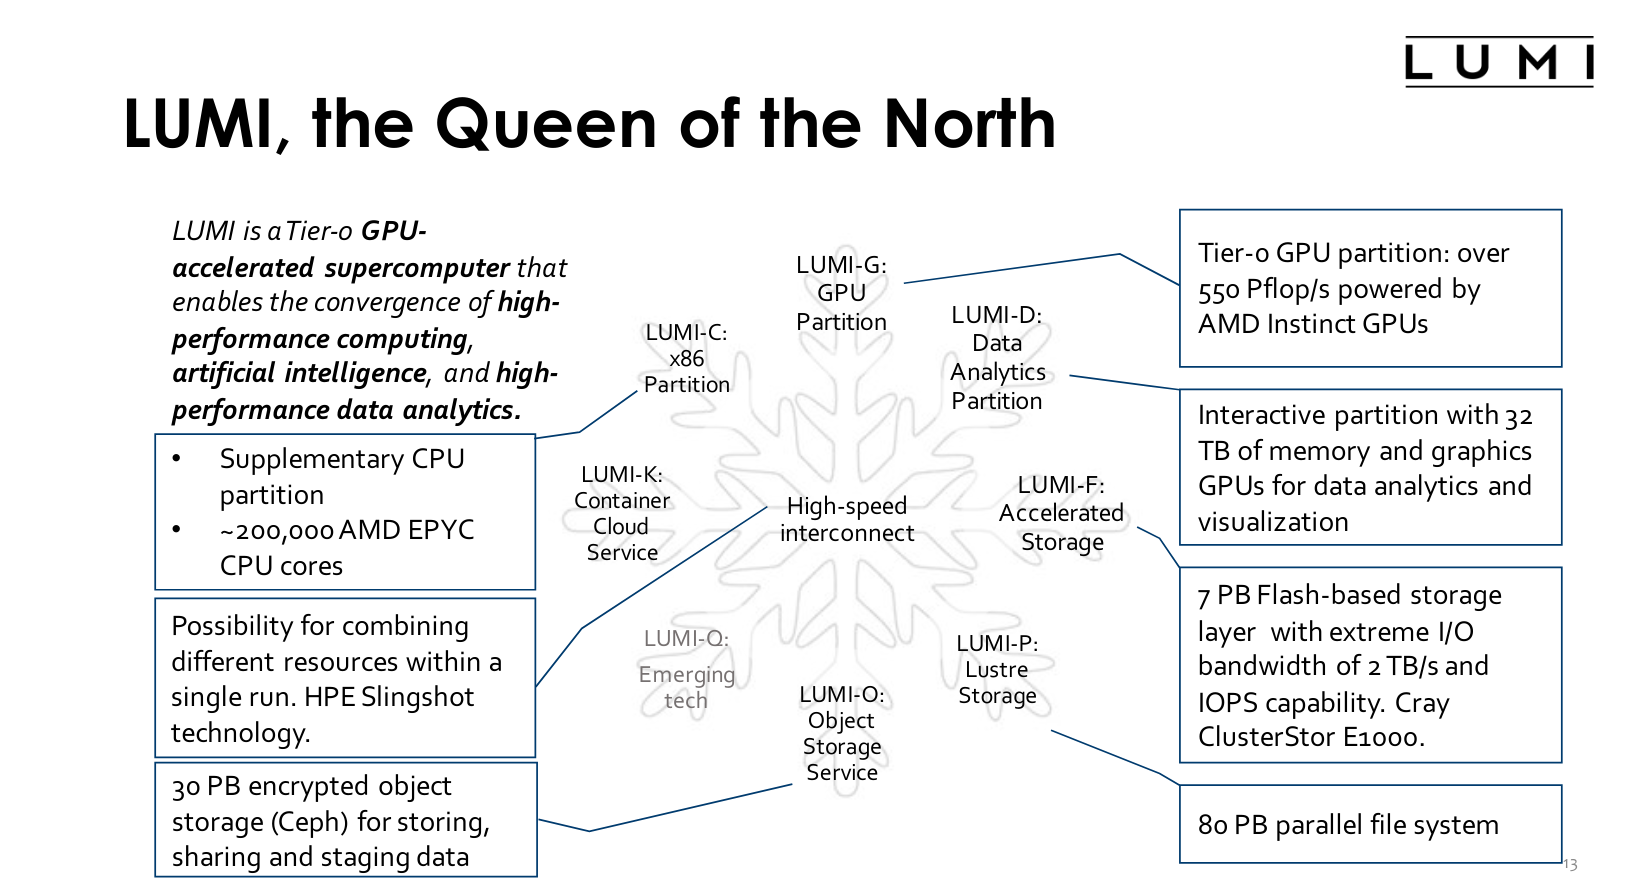 LUMI
LUMI, the Queen of the North
LUMI is a Tier-0 GPU-
accelerated supercomputer that
enables the convergence of high-
performance computing,
artificial intelligence, and high-
performance data analytics.
• Supplementary CPU
partition
• ~200,000 AMD EPYC
CPU cores
Possibility for combining
different resources within a
single run. HPE Slingshot
technology.
30 PB encrypted object
storage (Ceph) for storing,
sharing and staging data
LUMI-G:
GPU
Partition
LUMI-C:
x86
Partition
LUMI-D:
Data
Analytics
Partition
LUMI-K:
Container
Cloud
Service
High-speed
interconnect
LUMI-F:
Accelerated
Storage
LUMI-Q:
Emerging
tech
LUMI-P:
Lustre
Storage
LUMI-O:
Object
Storage
Service
Tier-0 GPU partition: over
550 Pflop/s powered by
AMD Instinct GPUs
Interactive partition with 32
TB of memory and graphics
GPUs for data analytics and
visualization
7 PB Flash-based storage
layer with extreme I/O
bandwidth of 2 TB/s and
IOPS capability. Cray
ClusterStor E1000.
80 PB parallel file system
13